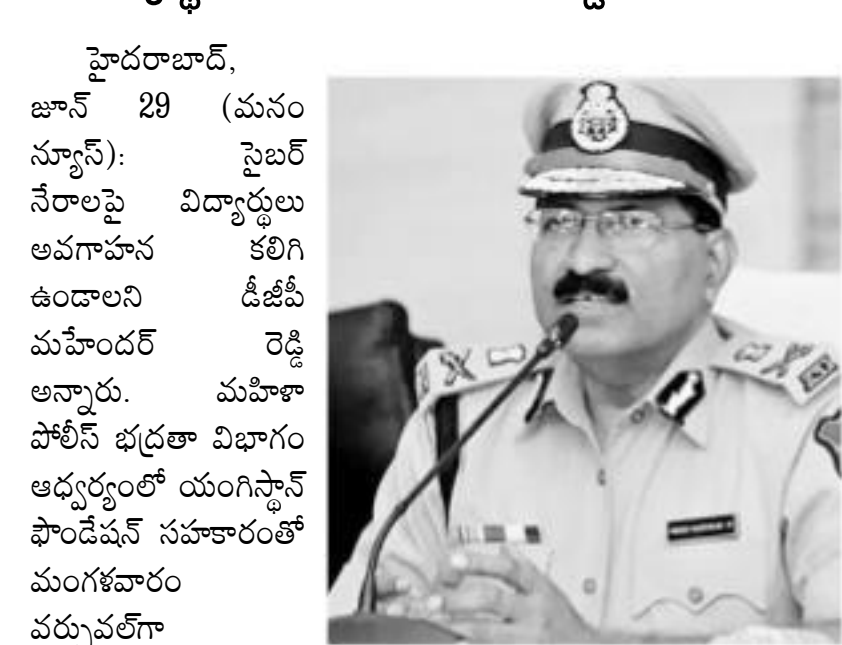 హైదరాబాద్,
జూన్ 29 (మనం
న్యూస్): సైబర్
నేరాలపై విద్యార్థులు
అవగాహన కలిగి
ఉండాలని డీజీపీ
మహేందర్ రెడ్డి
అన్నారు. మహిళా
పోలీస్ భద్రతా విభాగం
ఆధ్వర్యంలో యంగిస్థాన్
ఫౌండేషన్ సహకారంతో
మంగళవారం
వర్చువల్‌గా